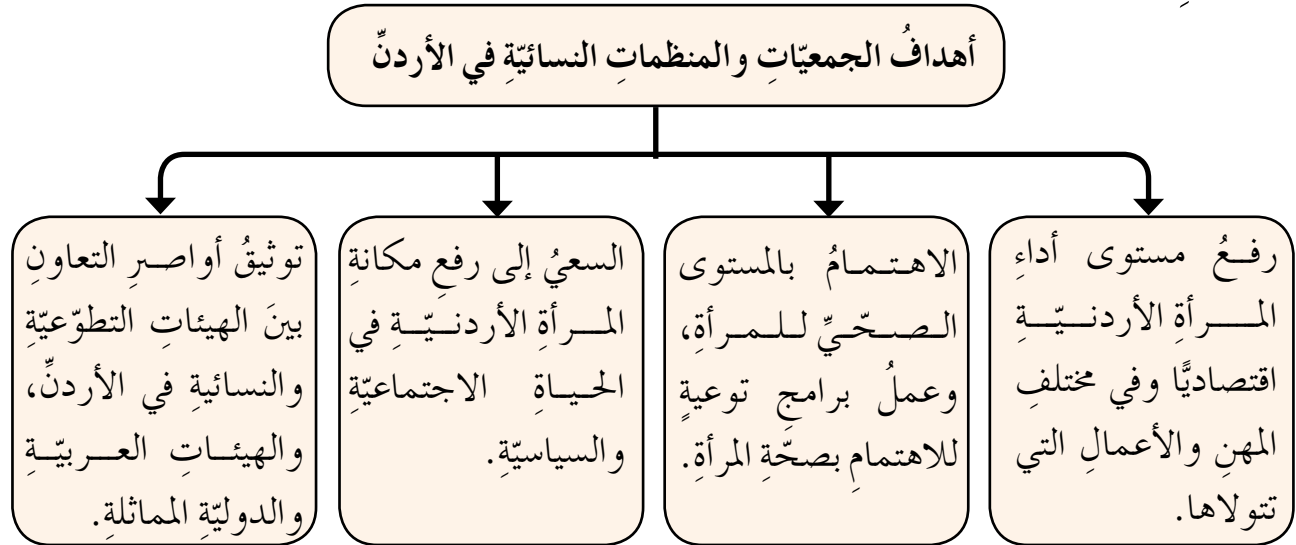 أهدافُ الجمعيّاتِ والمنظماتِ النسائيّةِ في الأردنِّ
رفعُ مستوى أداءِ
المرأةِ الأردنيّةِ
اقتصاديًّا وفي مختلفِ
المهنِ والأعمالِ التي
تتولاها.
الاهتمامُ بالمستوى
الصحّيِّ للمرأةِ،
وعملُ برامجِ توعيةٍ
للاهتمامِ بصحّةِ المرأةِ.
السعيُ إلى رفعِ مكانةِ
المرأةِ الأردنيّةِ في
الحياةِ الاجتماعيّةِ
والسياسيّةِ.
توثيقُ أواصرِ التعاونِ
بينَ الهيئاتِ التطوّعيّةِ
والنسائيةِ في الأردنِّ،
والهيئاتِ العربيّةِ
والدوليّةِ المماثلةِ.